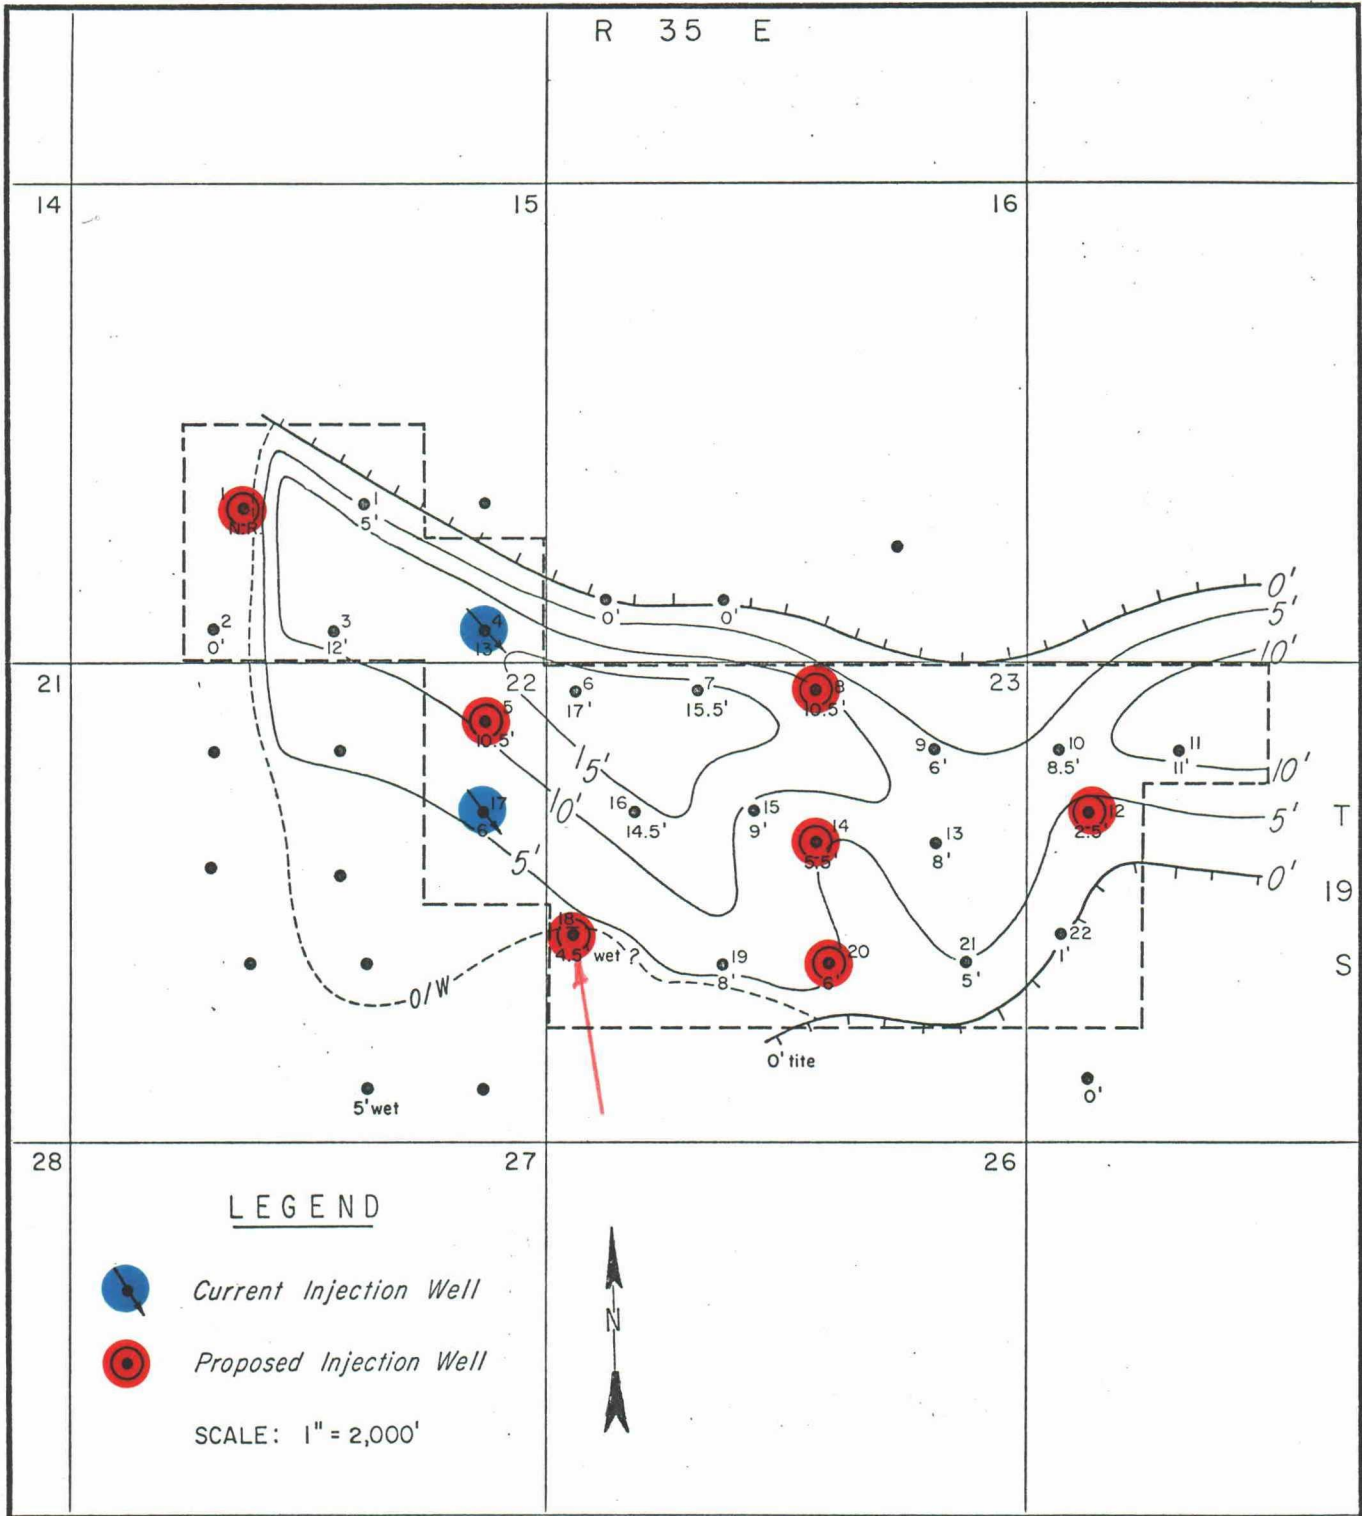 R 35 E
14 15 16
1 1
N.R. 5'
2 3 4
0' 12' 13'
0' 0'
0'
5'
10'
21 22 23
5 6 7 8
10.5' 17' 15.5' 10.5'
9 10 11
6' 8.5' 11'
15' 10' 10'
17 16 15 14 13 12
6' 14.5' 9' 5.5' 8' 2.5'
5' 5' T
0' 19
18 22
4.5' wet ? 1'
19 20 21 S
8' 6' 5'
O/W
0' tite
5' wet 0'
28 27 26
LEGEND
Current Injection Well
Proposed Injection Well
N
SCALE: 1" = 2,000'